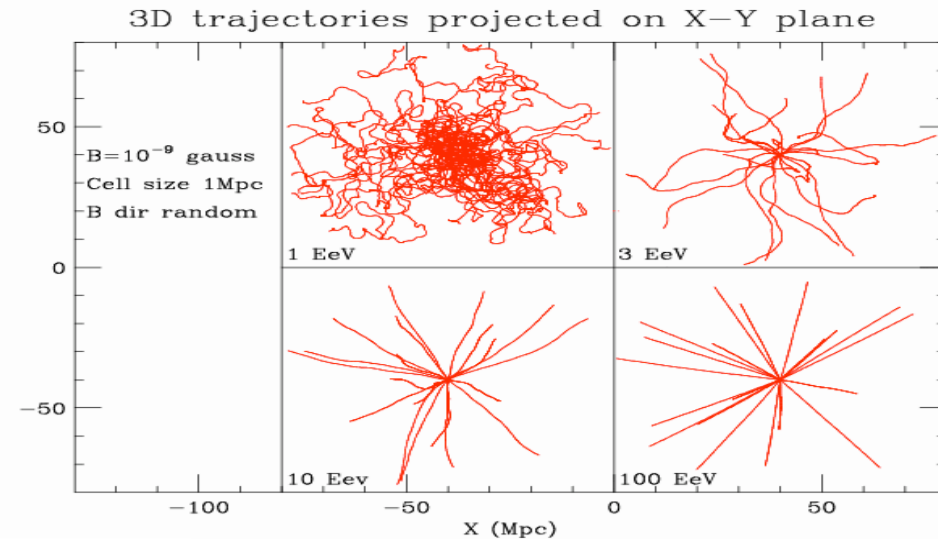 3D trajectories projected on X-Y plane
50
B=10⁻⁹ gauss
Cell size 1Mpc
B dir random
1 EeV
3 EeV
0
10 Eev
100 EeV
-50
-100
-50
0
50
X (Mpc)